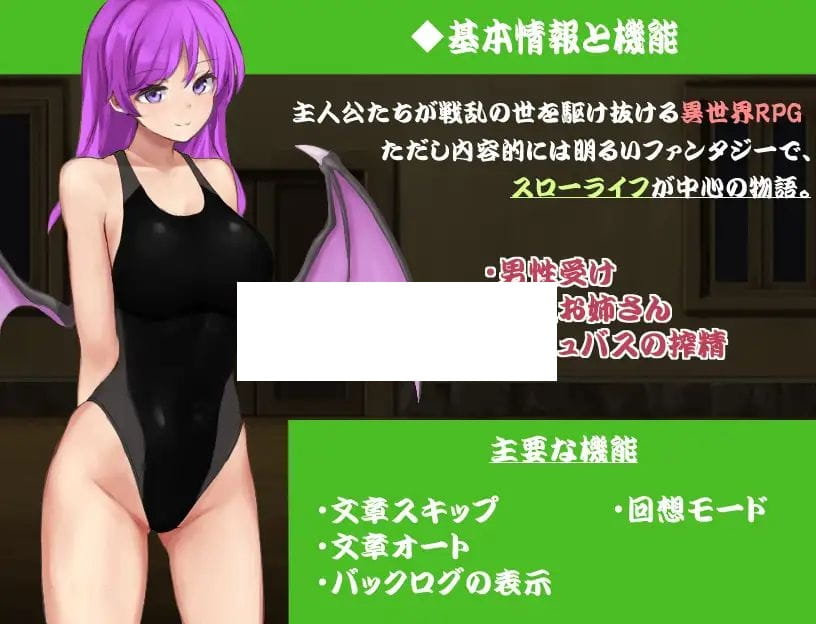 ◆基本情報と機能
主人公たちが戦乱の世を駆け抜ける異世界RPG
ただし内容的には明るいファンタジーで、
スローライフが中心の物語。
・男性受け
お姉さん
ュバスの搾精
主要な機能
・文章スキップ
・回想モード
・文章オート
・バックログの表示